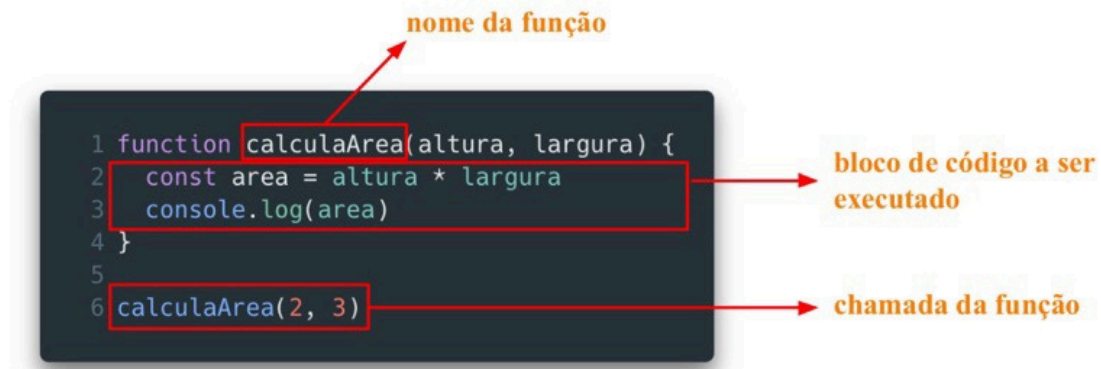 nome da função
1 function calculaArea(altura, largura) {
2   const area = altura * largura
3   console.log(area)
4 }
5
6 calculaArea(2, 3)
bloco de código a ser
executado
chamada da função